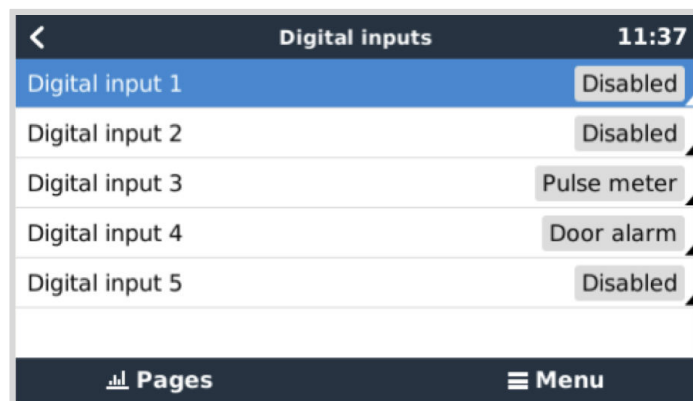 Digital inputs 11:37
Digital input 1 Disabled
Digital input 2 Disabled
Digital input 3 Pulse meter
Digital input 4 Door alarm
Digital input 5 Disabled
Pages Menu